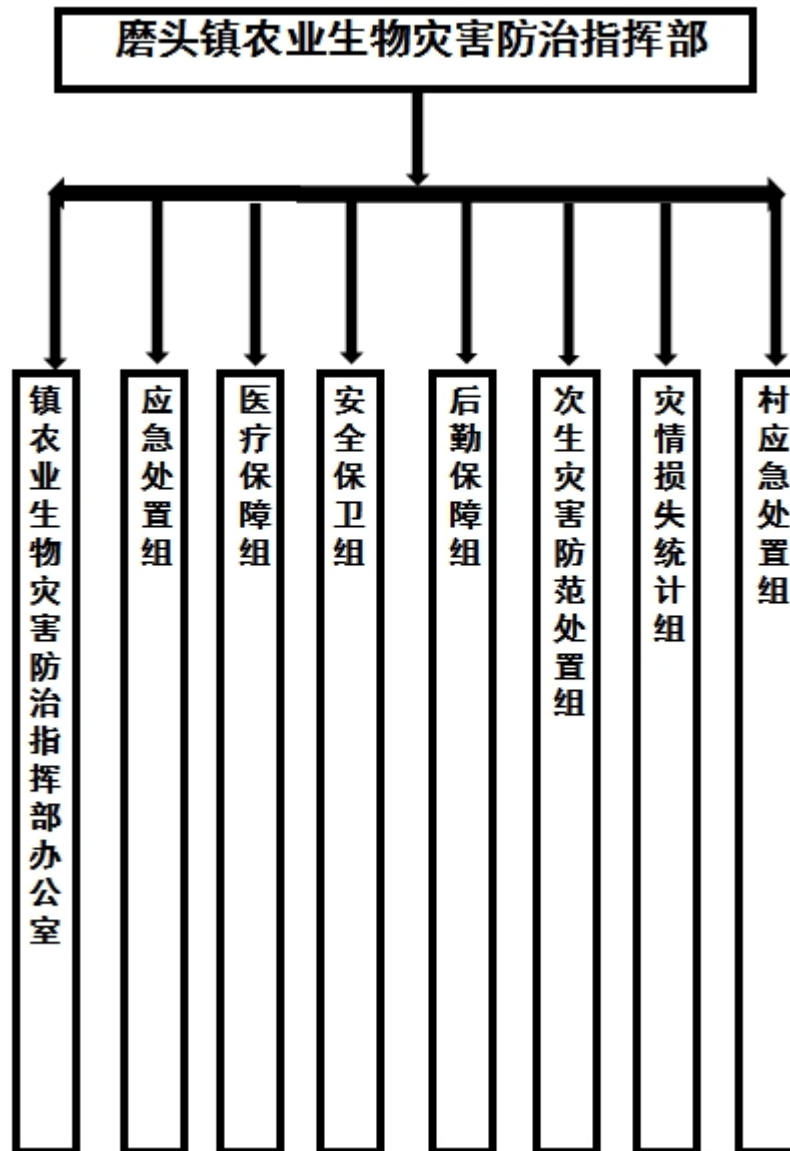 磨头镇农业生物灾害防治指挥部
镇农业生物灾害防治指挥部办公室
应急处置组
医疗保障组
安全保卫组
后勤保障组
次生灾害防范处置组
灾情损失统计组
村应急处置组